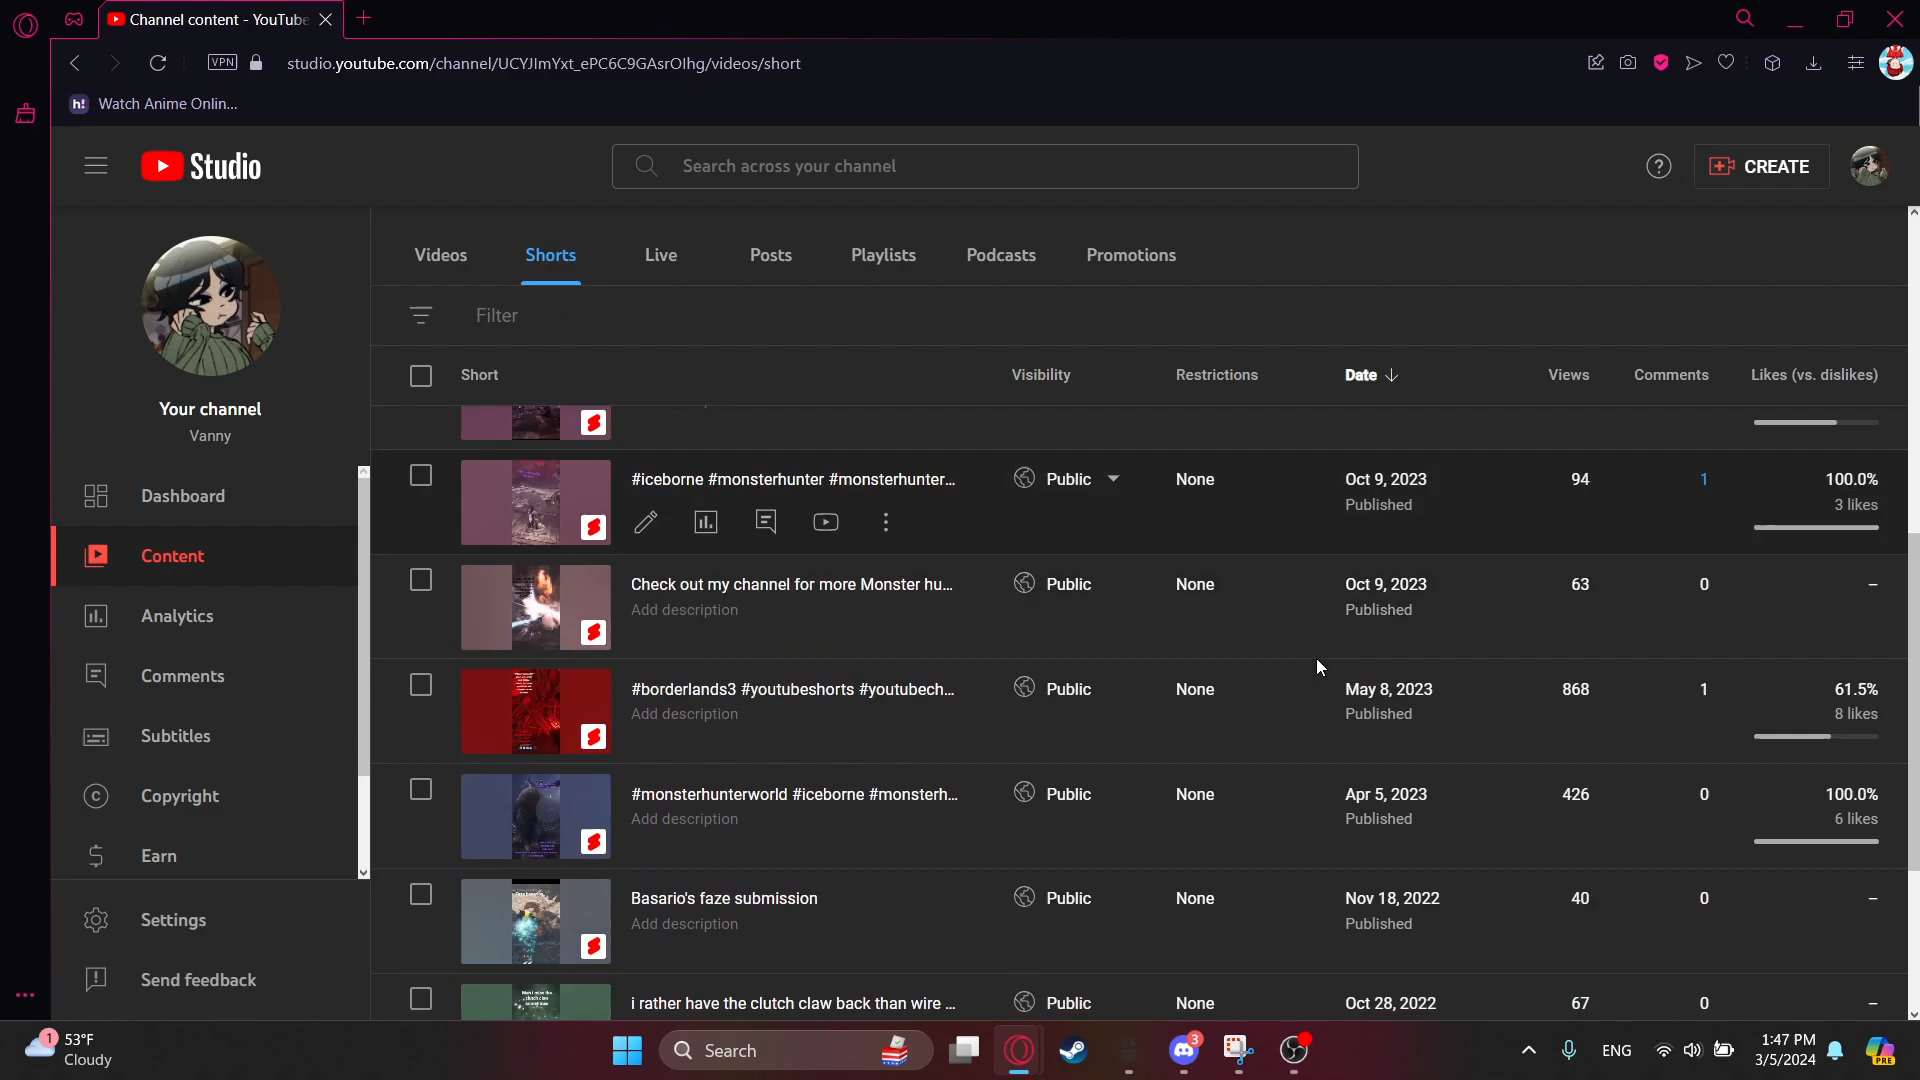 Channel content - YouTube
VPN
studio.youtube.com/channel/UCYJImYxt_ePC6C9GAsrOIhg/videos/short
h! Watch Anime Onlin...
Studio
Search across your channel
CREATE
Your channel
Vanny
Dashboard
Content
Analytics
Comments
Subtitles
Copyright
Earn
Settings
Send feedback
Videos Shorts Live Posts Playlists Podcasts Promotions
Filter
Short Visibility Restrictions Date Views Comments Likes (vs. dislikes)
#iceborne #monsterhunter #monsterhunter... Public None Oct 9, 2023 94 1 100.0%
Published 3 likes
Check out my channel for more Monster hu... Public None Oct 9, 2023 63 0 –
Add description Published
#borderlands3 #youtubeshorts #youtubech... Public None May 8, 2023 868 1 61.5%
Add description Published 8 likes
#monsterhunterworld #iceborne #monsterh... Public None Apr 5, 2023 426 0 100.0%
Add description Published 6 likes
Basario's faze submission Public None Nov 18, 2022 40 0 –
Add description Published
i rather have the clutch claw back than wire ... Public None Oct 28, 2022 67 0 –
1 53°F
Cloudy
Search
3
ENG
1:47 PM
3/5/2024
PRE